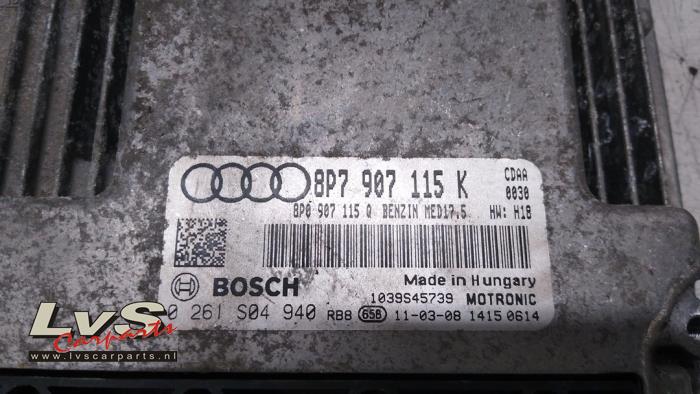 8P7 907 115 K
CDAA
0030
8P0 907 115 Q BENZIN MED17.5 HW: H18
BOSCH
Made in Hungary
1039S45739 MOTRONIC
0 261 S04 940 RB8 658 11-03-08 1415 0614
LvS
Carparts
www.lvscarparts.nl